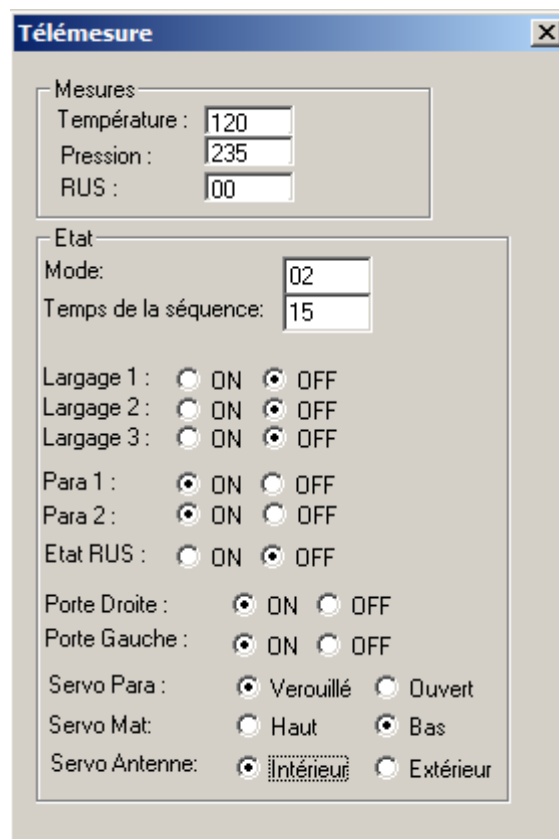 Télémesure
Mesures
Température : 120
Pression : 235
RUS : 00
Etat
Mode: 02
Temps de la séquence: 15
Largage 1 : ON OFF
Largage 2 : ON OFF
Largage 3 : ON OFF
Para 1 : ON OFF
Para 2 : ON OFF
Etat RUS : ON OFF
Porte Droite : ON OFF
Porte Gauche : ON OFF
Servo Para : Verouillé Ouvert
Servo Mat: Haut Bas
Servo Antenne: Intérieur Extérieur